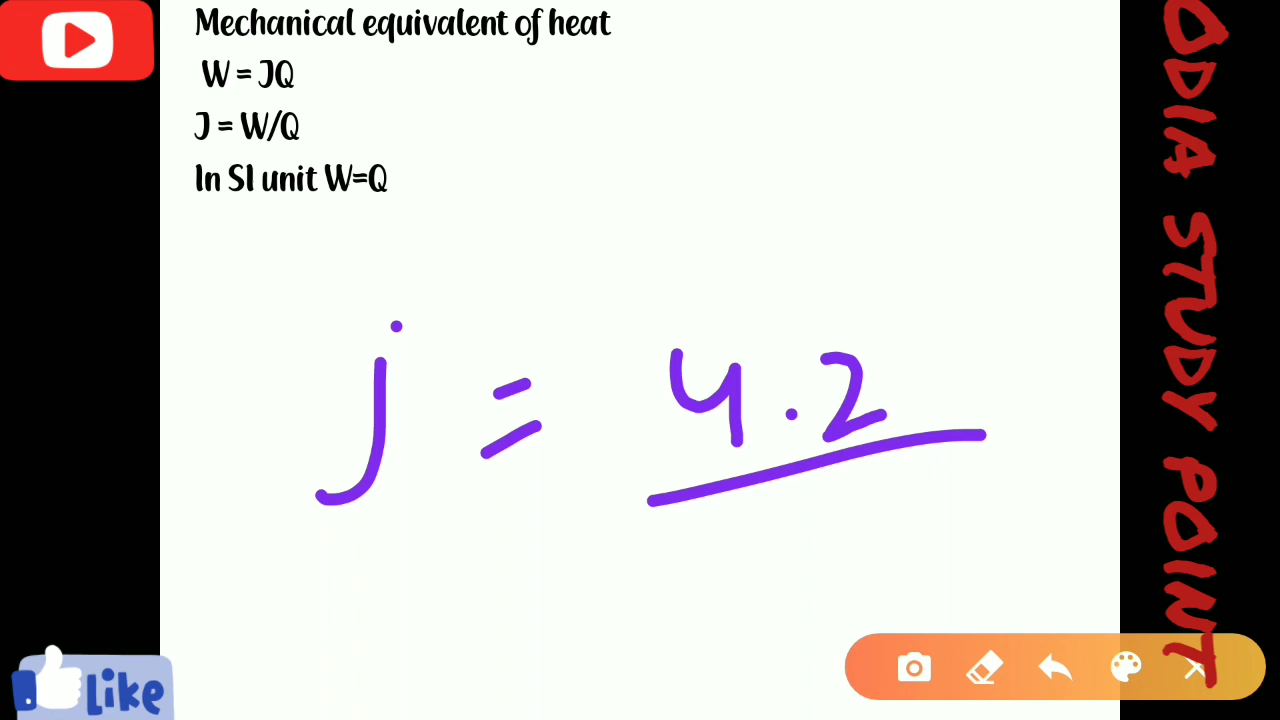 Mechanical equivalent of heat
W = JQ
J = W/Q
In SI unit W=Q
j = 4.2
ODIA STUDY POINT
Like